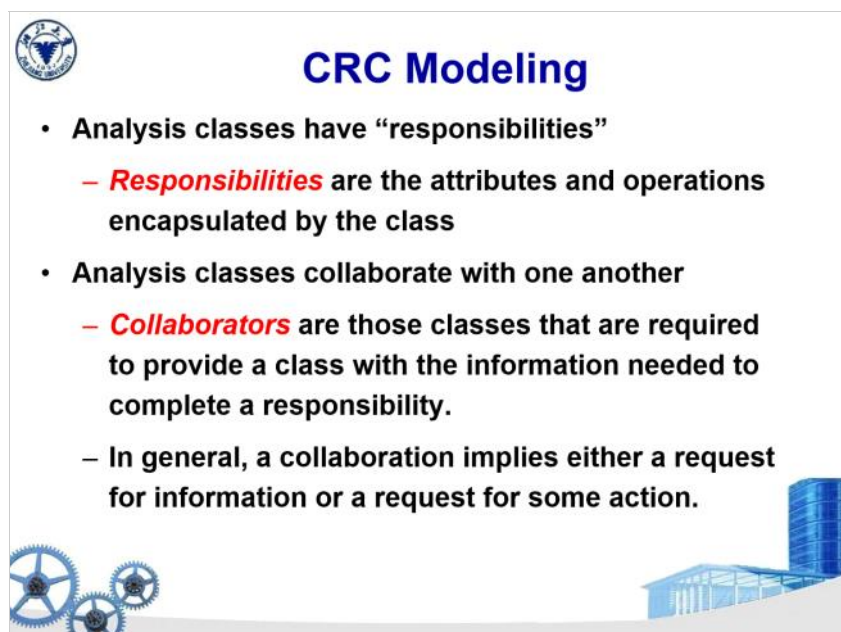 CRC Modeling
• Analysis classes have “responsibilities”
– Responsibilities are the attributes and operations
encapsulated by the class
• Analysis classes collaborate with one another
– Collaborators are those classes that are required
to provide a class with the information needed to
complete a responsibility.
– In general, a collaboration implies either a request
for information or a request for some action.